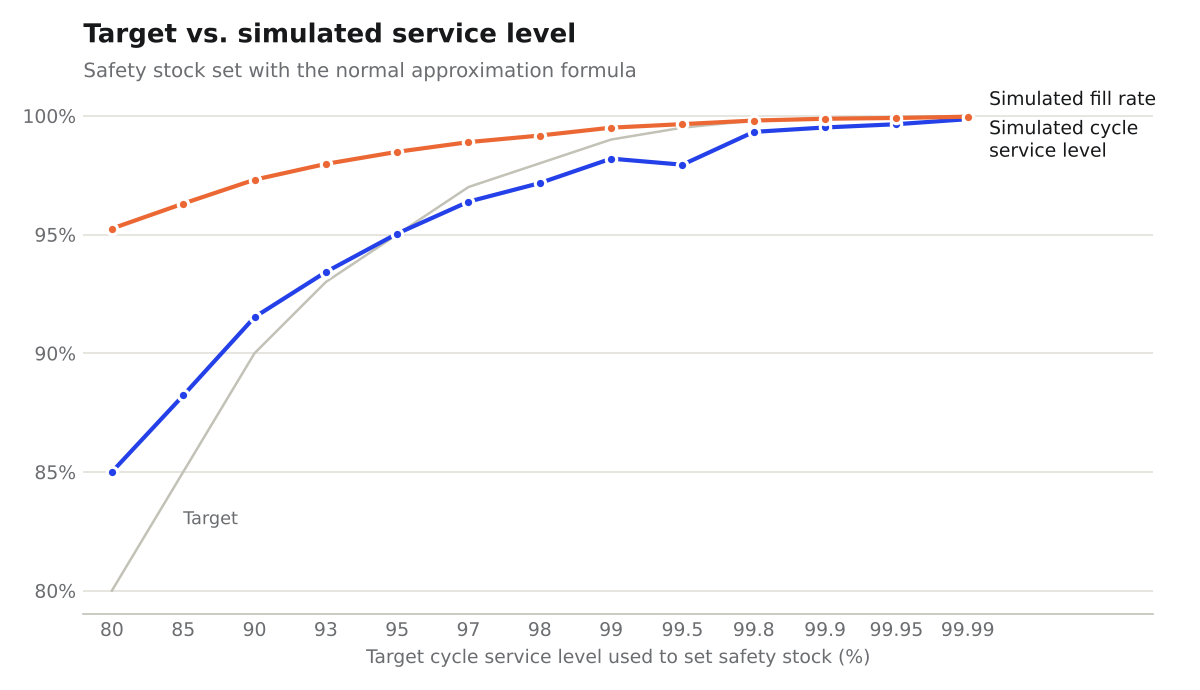 Target vs. simulated service level
Safety stock set with the normal approximation formula
Simulated fill rate
100%
Simulated cycle
service level
95%
90%
85%
Target
80%
80 85 90 93 95 97 98 99 99.5 99.8 99.9 99.95 99.99
Target cycle service level used to set safety stock (%)